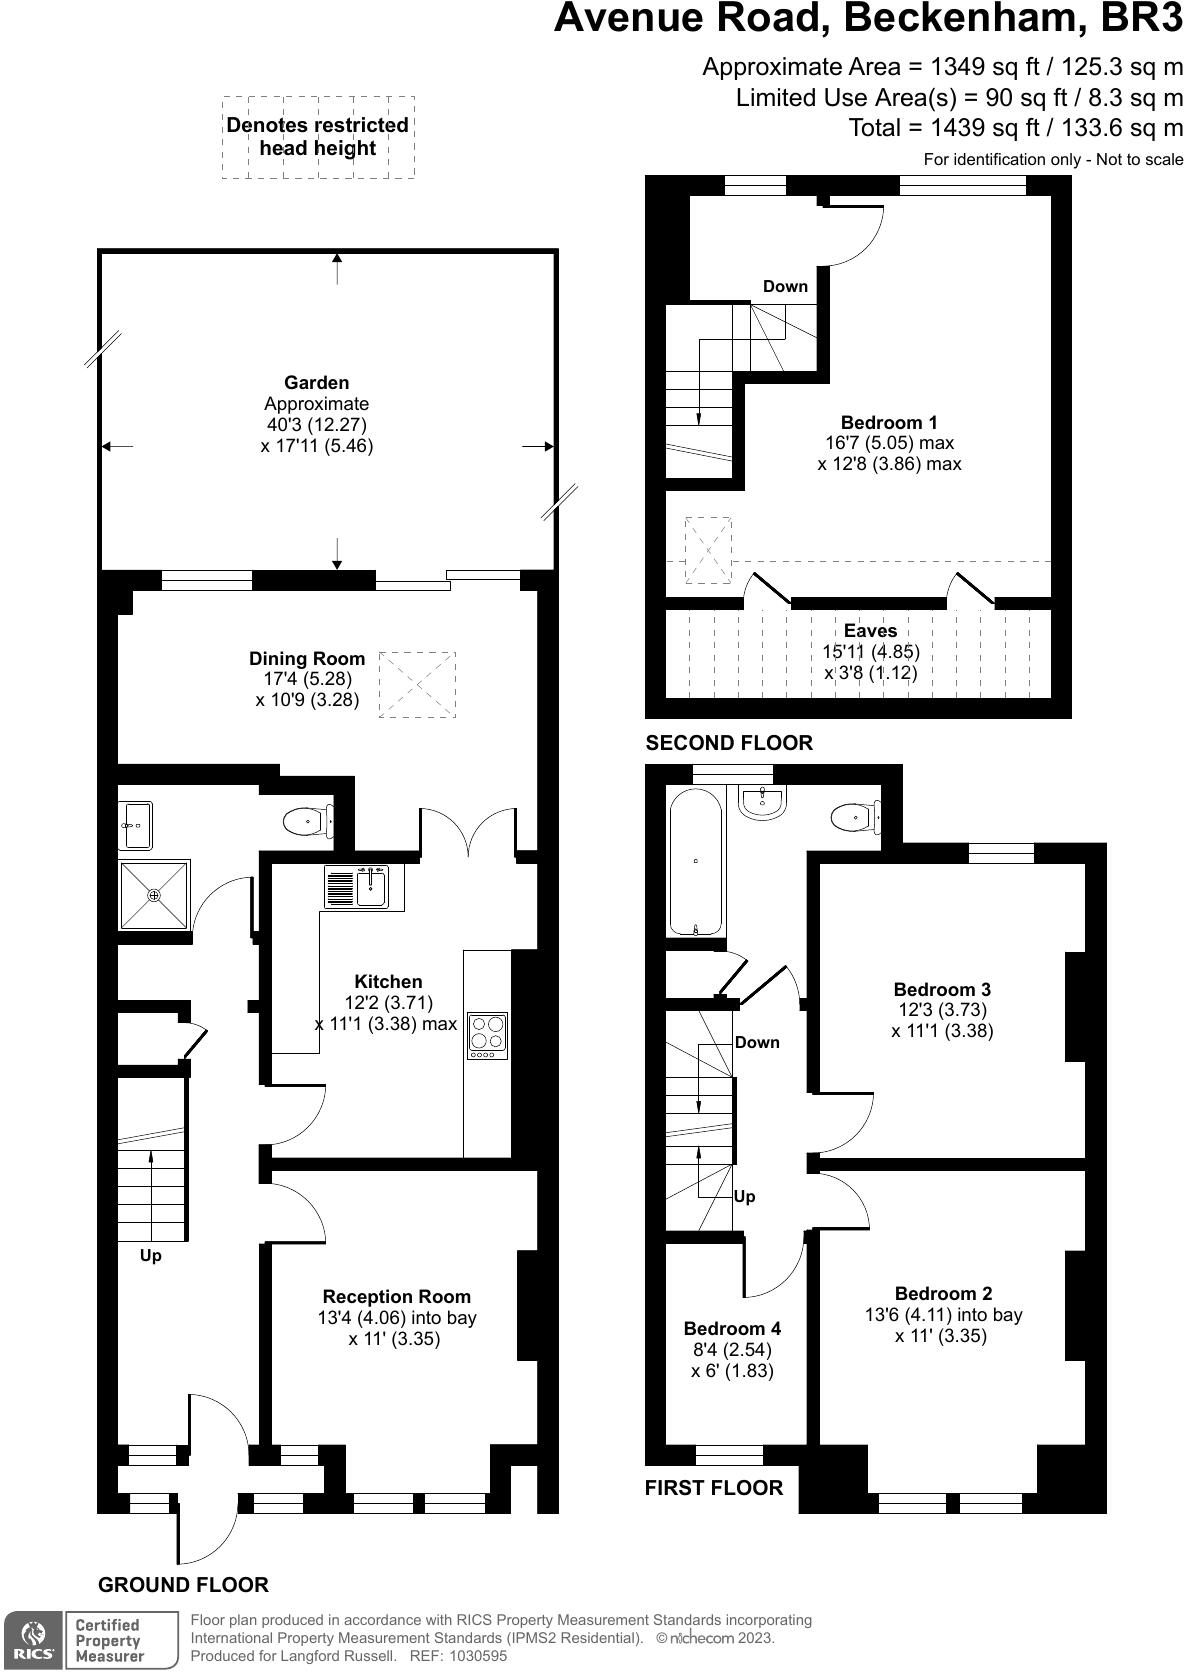 Avenue Road, Beckenham, BR3
Approximate Area = 1349 sq ft / 125.3 sq m
Limited Use Area(s) = 90 sq ft / 8.3 sq m
Total = 1439 sq ft / 133.6 sq m
For identification only - Not to scale
Denotes restricted
head height
Garden
Approximate
40'3 (12.27)
x 17'11 (5.46)
Dining Room
17'4 (5.28)
x 10'9 (3.28)
Kitchen
12'2 (3.71)
x 11'1 (3.38) max
Up
Reception Room
13'4 (4.06) into bay
x 11' (3.35)
GROUND FLOOR
Down
Bedroom 1
16'7 (5.05) max
x 12'8 (3.86) max
Eaves
15'11 (4.85)
x 3'8 (1.12)
SECOND FLOOR
Bedroom 3
12'3 (3.73)
x 11'1 (3.38)
Down
Up
Bedroom 2
13'6 (4.11) into bay
x 11' (3.35)
Bedroom 4
8'4 (2.54)
x 6' (1.83)
FIRST FLOOR
RICS
Certified
Property
Measurer
Floor plan produced in accordance with RICS Property Measurement Standards incorporating
International Property Measurement Standards (IPMS2 Residential). © nichecom 2023.
Produced for Langford Russell. REF: 1030595